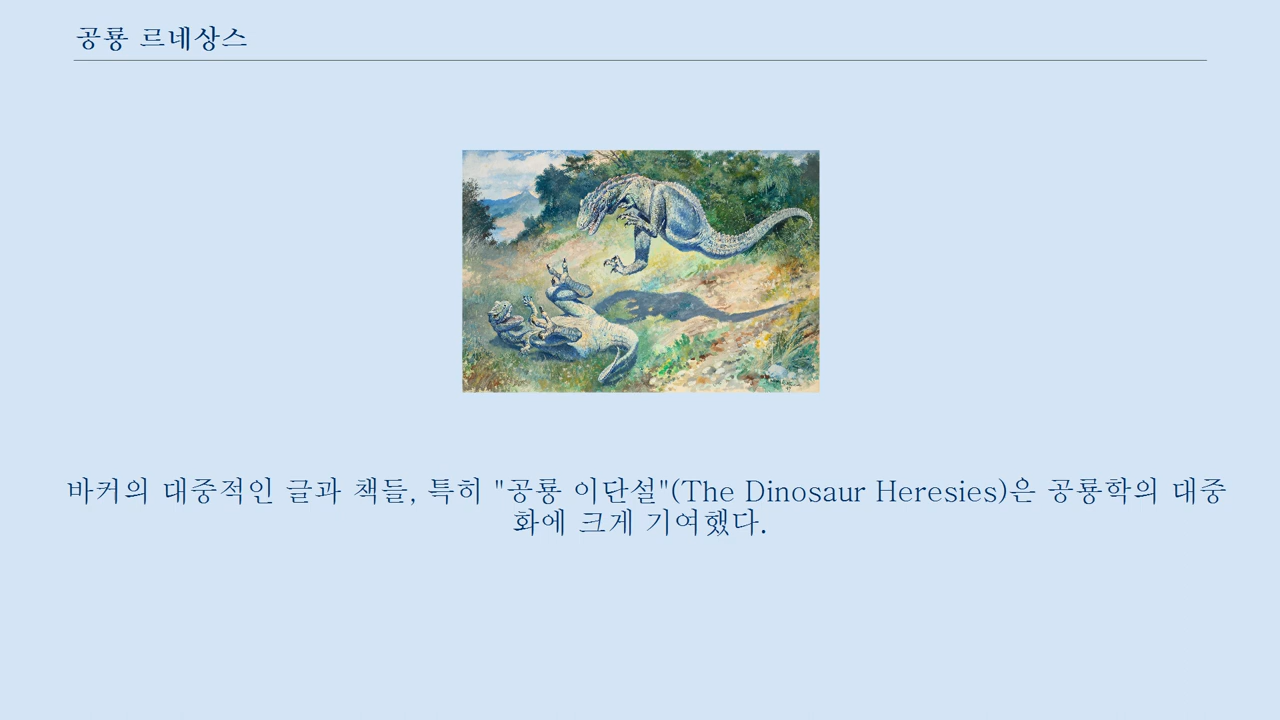 공룡 르네상스
바커의 대중적인 글과 책들, 특히 "공룡 이단설"(The Dinosaur Heresies)은 공룡학의 대중
화에 크게 기여했다.